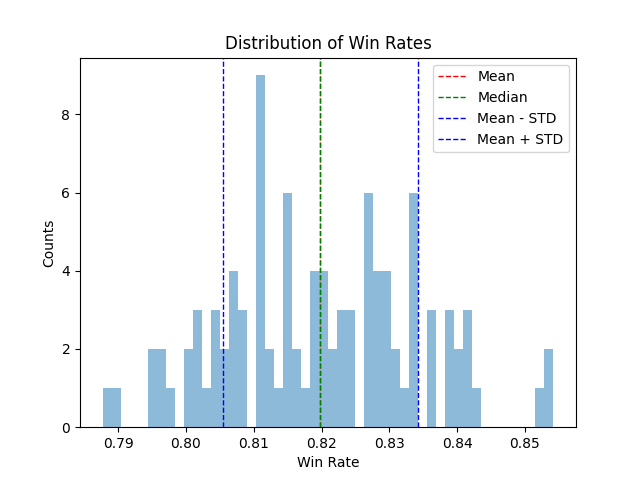 Distribution of Win Rates
Mean
Median
Mean - STD
Mean + STD
8
6
4
2
0
Counts
0.79 0.80 0.81 0.82 0.83 0.84 0.85
Win Rate